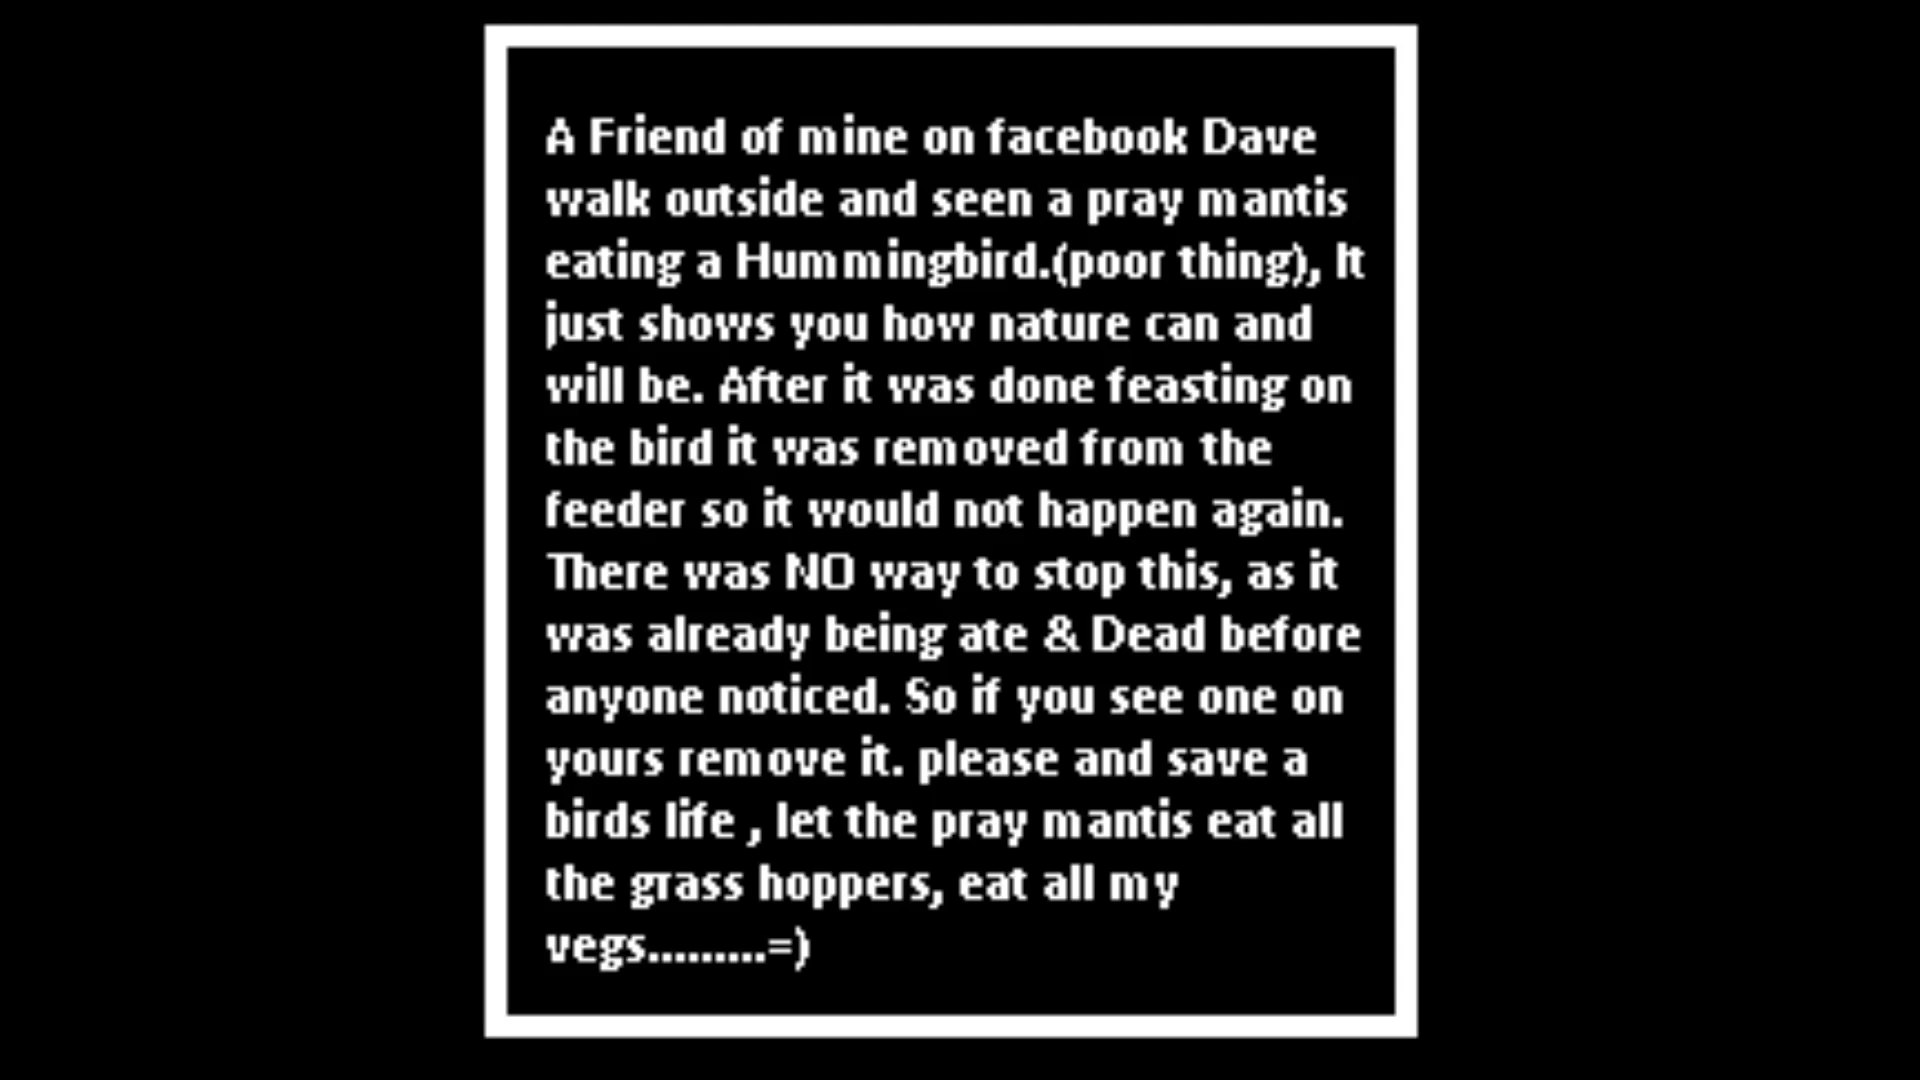 A Friend of mine on facebook Dave
walk outside and seen a pray mantis
eating a Hummingbird.(poor thing), It
just shows you how nature can and
will be. After it was done feasting on
the bird it was removed from the
feeder so it would not happen again.
There was NO way to stop this, as it
was already being ate & Dead before
anyone noticed. So if you see one on
yours remove it. please and save a
birds life , let the pray mantis eat all
the grass hoppers, eat all my
vegs.........=)